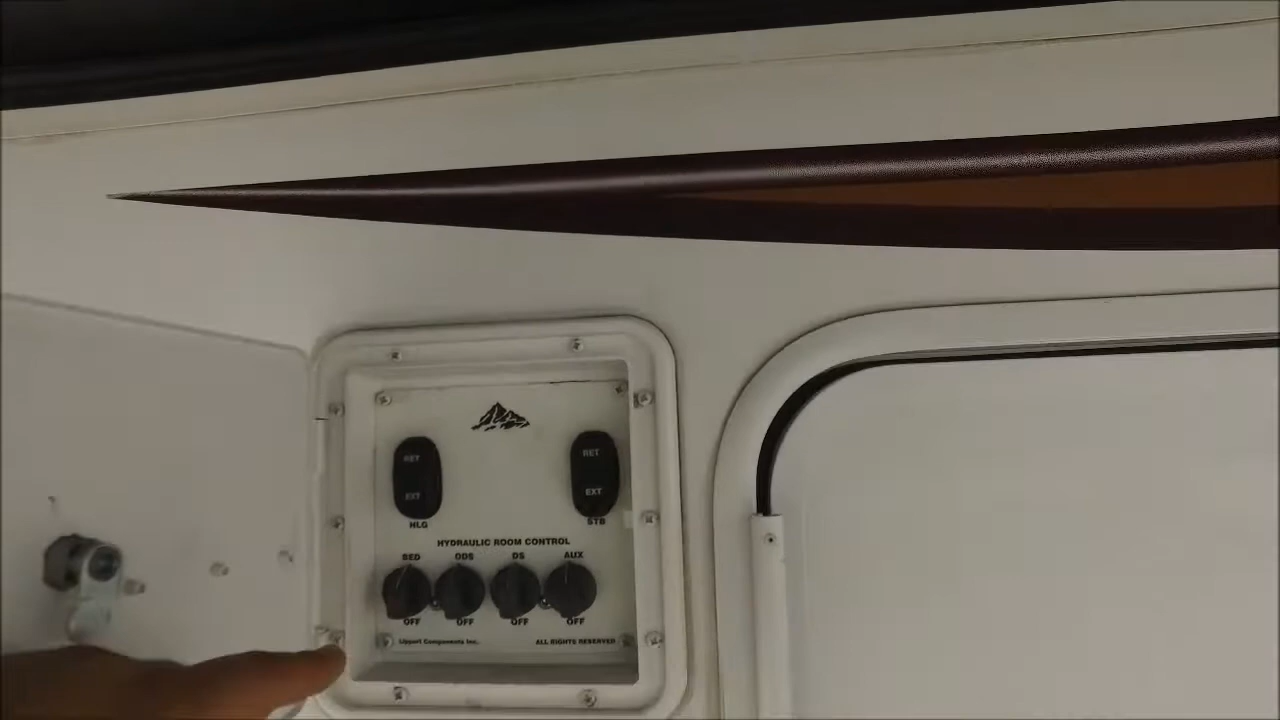 RET RET
EXT EXT
HLG STB
HYDRAULIC ROOM CONTROL
BED ODS DS AUX
OFF OFF OFF OFF
Lippert Components Inc. ALL RIGHTS RESERVED